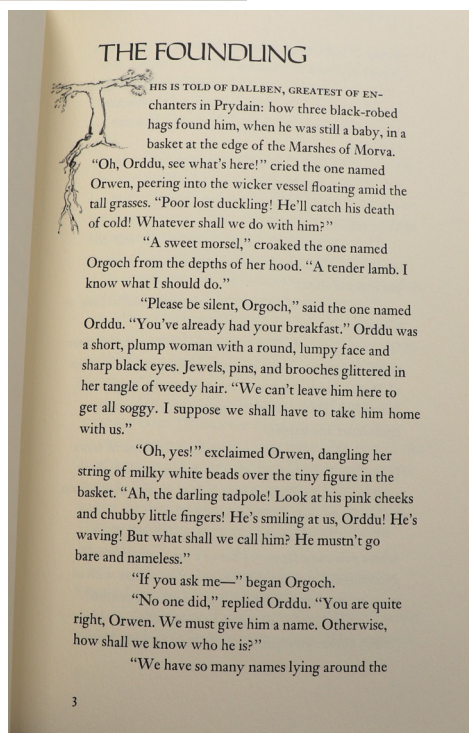 THE FOUNDLING
THIS IS TOLD OF DALLBEN, GREATEST OF EN-
chanters in Prydain: how three black-robed
hags found him, when he was still a baby, in a
basket at the edge of the Marshes of Morva.
“Oh, Orddu, see what’s here!” cried the one named
Orwen, peering into the wicker vessel floating amid the
tall grasses. “Poor lost duckling! He’ll catch his death
of cold! Whatever shall we do with him?”
“A sweet morsel,” croaked the one named
Orgoch from the depths of her hood. “A tender lamb. I
know what I should do.”
“Please be silent, Orgoch,” said the one named
Orddu. “You’ve already had your breakfast.” Orddu was
a short, plump woman with a round, lumpy face and
sharp black eyes. Jewels, pins, and brooches glittered in
her tangle of weedy hair. “We can’t leave him here to
get all soggy. I suppose we shall have to take him home
with us.”
“Oh, yes!” exclaimed Orwen, dangling her
string of milky white beads over the tiny figure in the
basket. “Ah, the darling tadpole! Look at his pink cheeks
and chubby little fingers! He’s smiling at us, Orddu! He’s
waving! But what shall we call him? He mustn’t go
bare and nameless.”
“If you ask me—” began Orgoch.
“No one did,” replied Orddu. “You are quite
right, Orwen. We must give him a name. Otherwise,
how shall we know who he is?”
“We have so many names lying around the
3